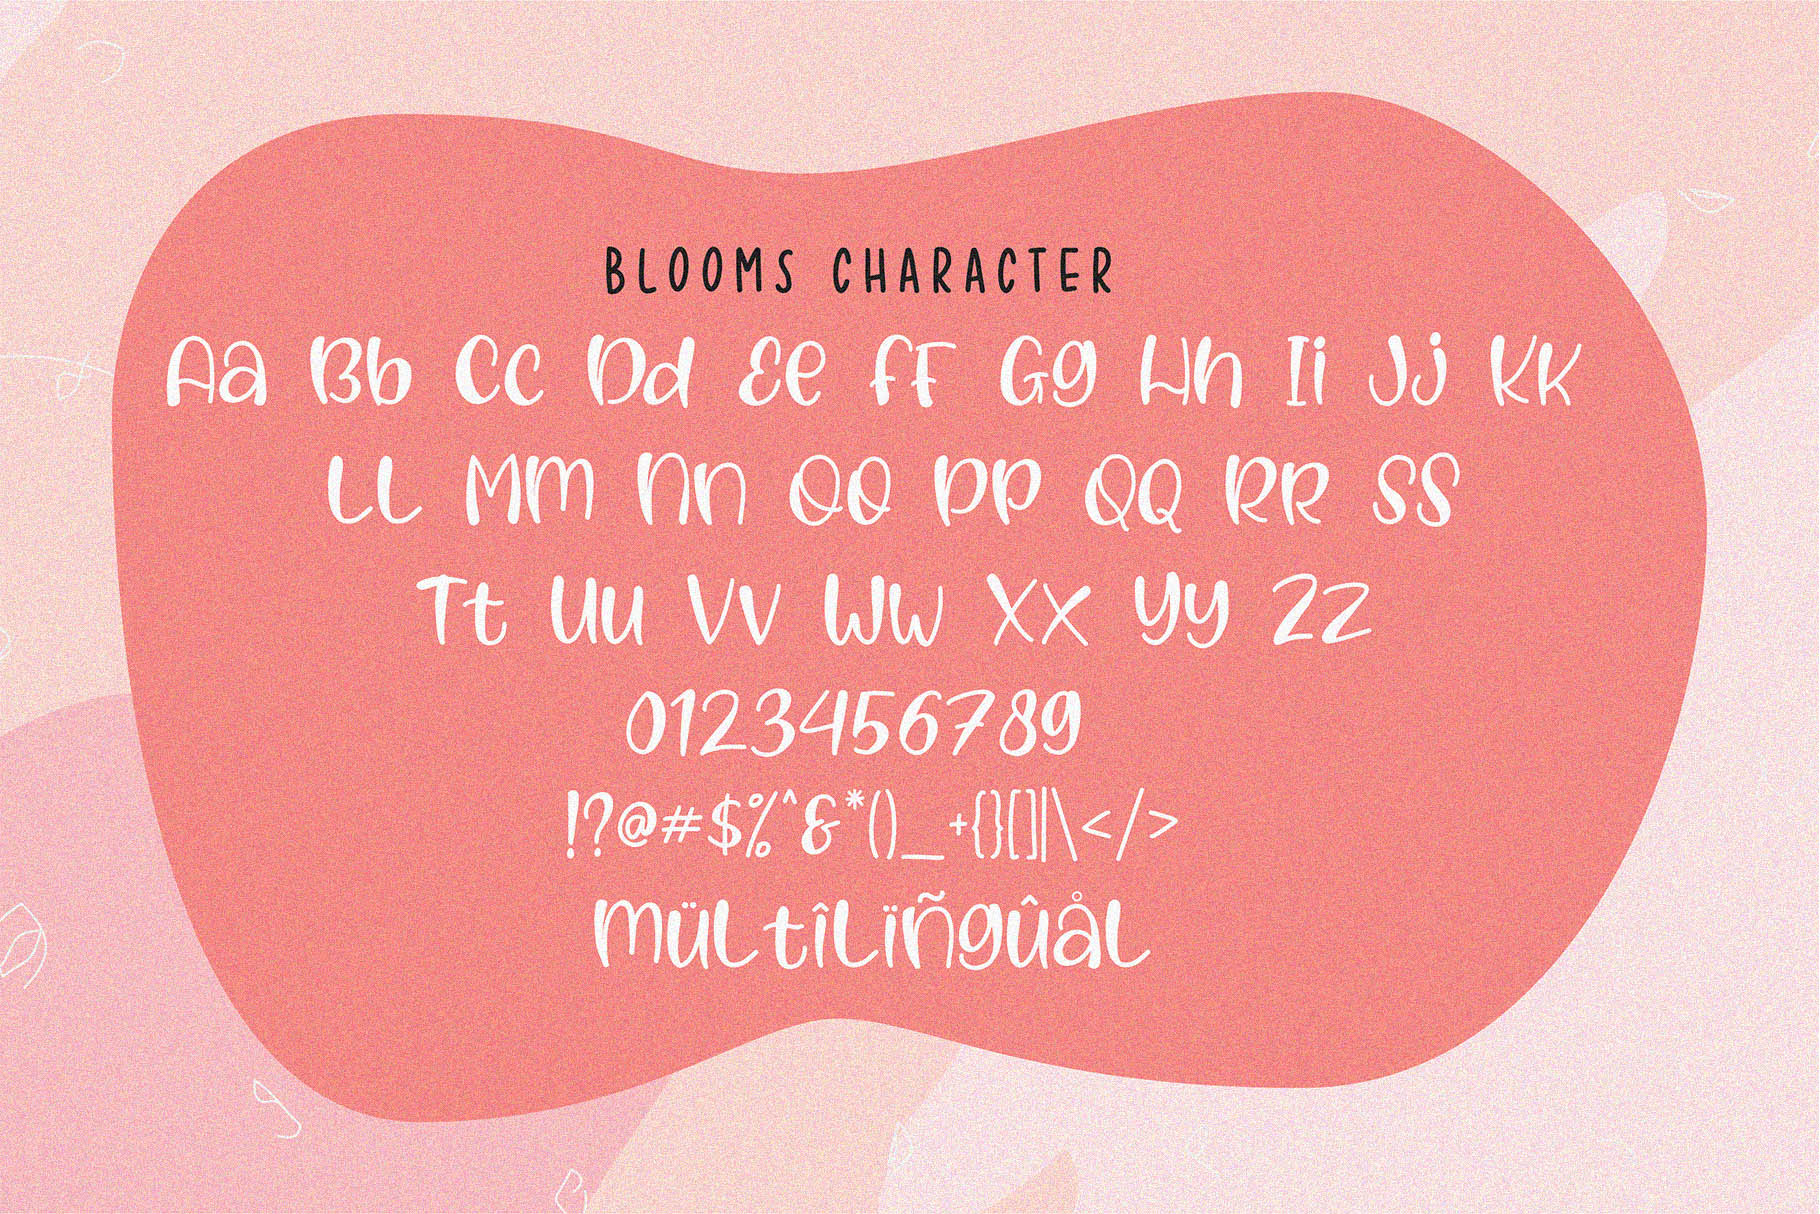 BLOOMS CHARACTER
Aa Bb Cc Dd Ee Ff Gg Hh Ii Jj Kk
Ll Mm Nn Oo Pp Qq Rr Ss
Tt Uu Vv Ww Xx Yy Zz
0123456789
!?@#$%^&*()_+{}[]|\</>
mültîlïñgûål